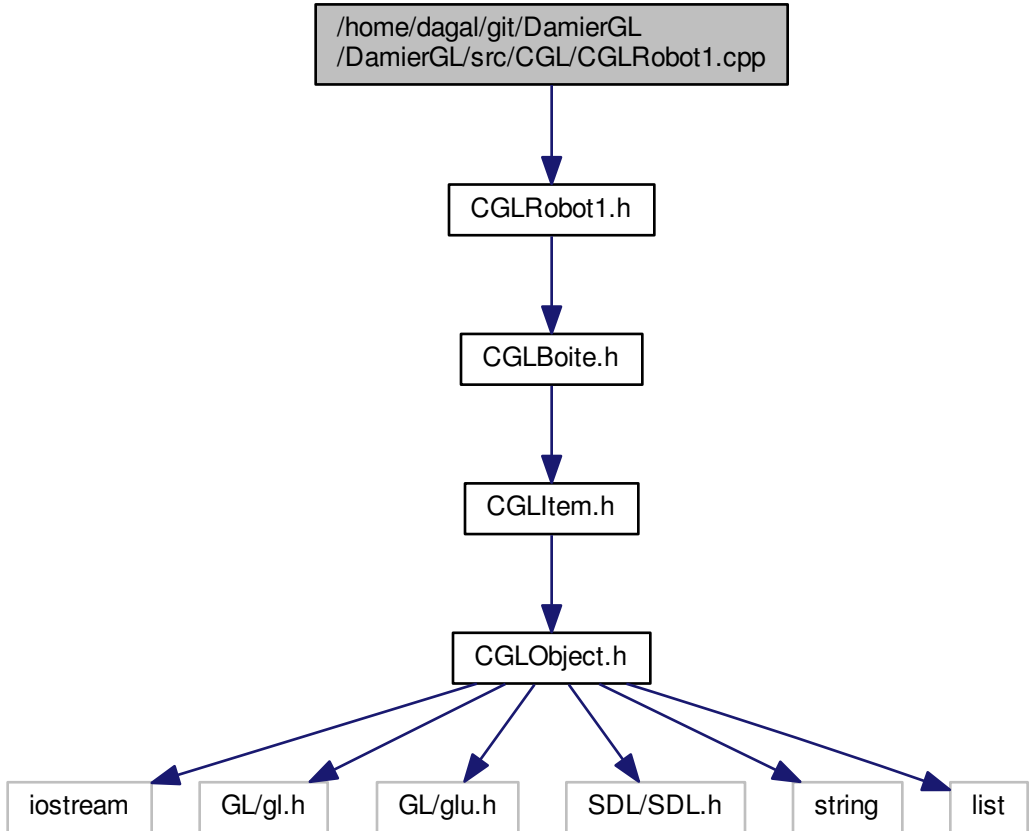 /home/dagal/git/DamierGL
/DamierGL/src/CGL/CGLRobot1.cpp
CGLRobot1.h
CGLBoite.h
CGLItem.h
CGLObject.h
iostream
GL/gl.h
GL/glu.h
SDL/SDL.h
string
list